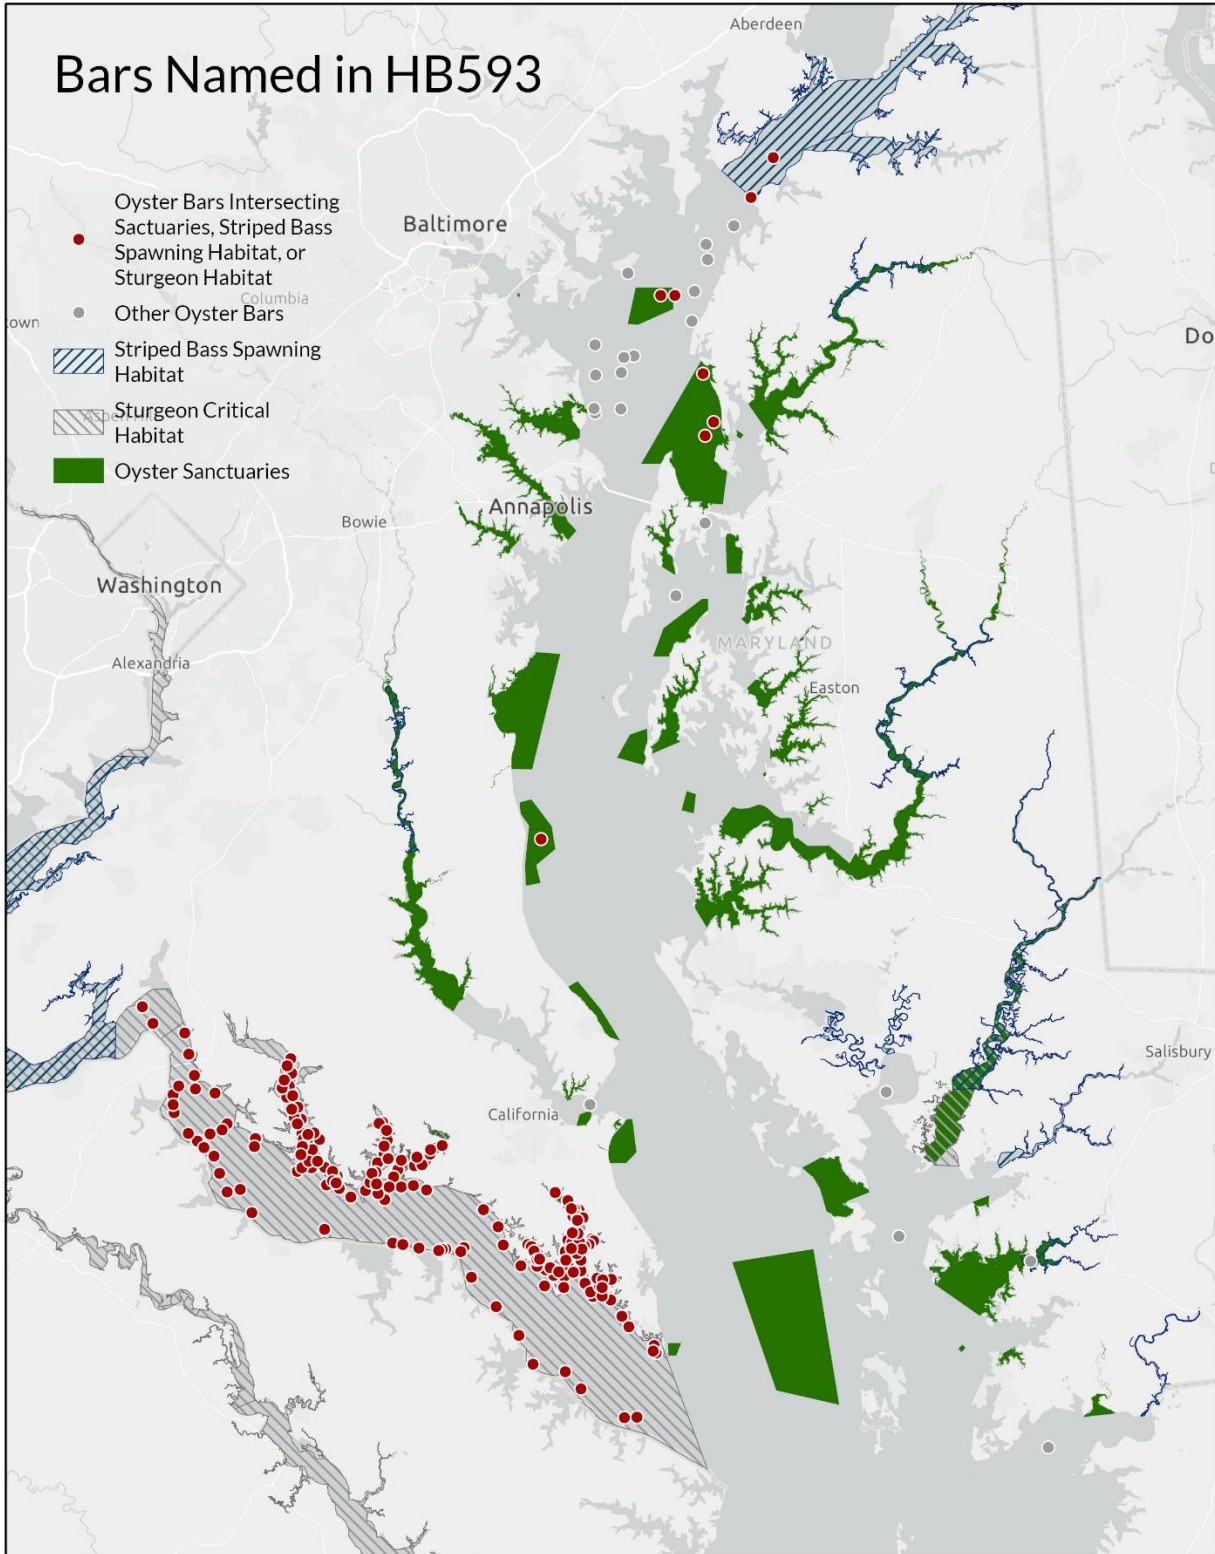 Aberdeen
Bars Named in HB593
Oyster Bars Intersecting
Sactuaries, Striped Bass
Spawning Habitat, or
Sturgeon Habitat
Baltimore
Columbia
Other Oyster Bars
own
Do
Striped Bass Spawning
Habitat
Sturgeon Critical
Habitat
Oyster Sanctuaries
Annapolis
Bowie
Washington
MARYLAND
Alexandria
Easton
Salisbury
California